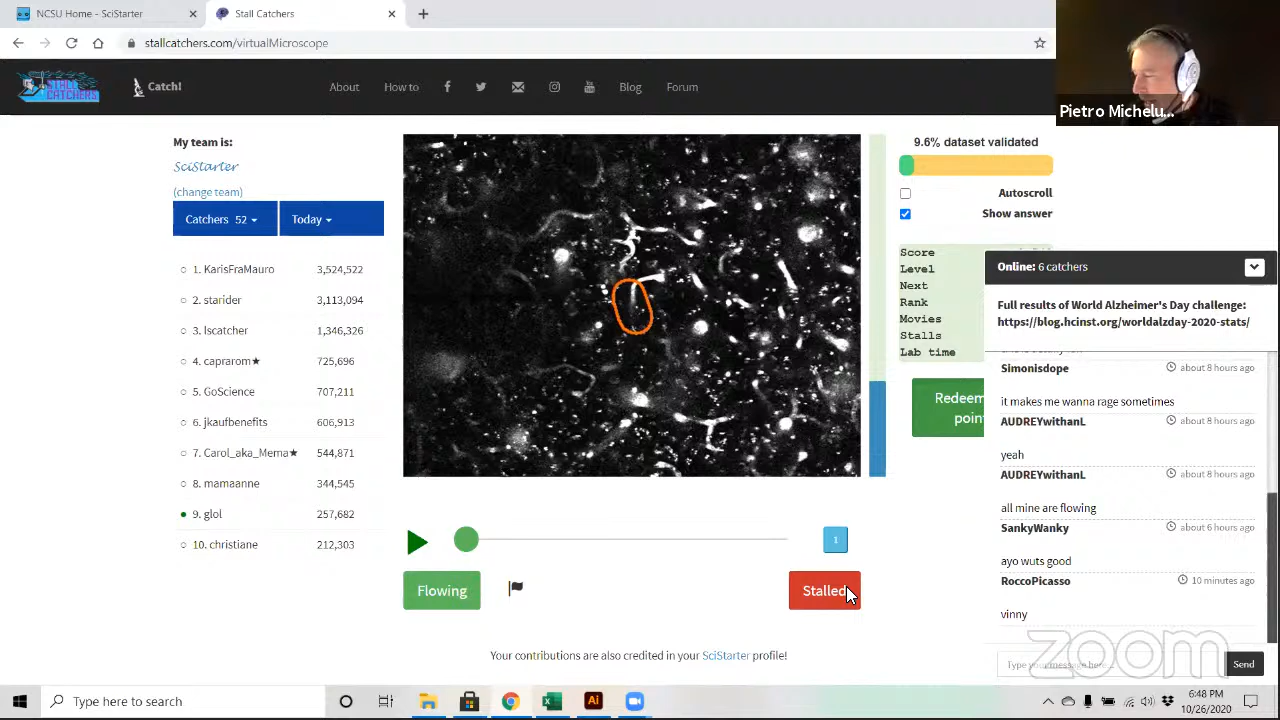 NCSU Home - SciStarter
Stall Catchers
stallcatchers.com/virtualMicroscope
STALL CATCHERS
Catch!
About
How to
Blog
Forum
Pietro Michelu...
My team is:
SciStarter
(change team)
Catchers 52
Today
1. KarisFraMauro 3,524,522
2. starider 3,113,094
3. lscatcher 1,346,326
4. caprarom★ 725,696
5. GoScience 707,211
6. jkaufbenefits 606,913
7. Carol_aka_Mema★ 544,871
8. mamaanne 344,545
9. glol 257,682
10. christiane 212,303
1
Flowing
Stalled
Your contributions are also credited in your SciStarter profile!
9.6% dataset validated
Autoscroll
Show answer
Score
Level
Next
Rank
Movies
Stalls
Lab time
Redeem
Online: 6 catchers
Full results of World Alzheimer's Day challenge:
https://blog.hcinst.org/worldalzday-2020-stats/
Simonisdope about 8 hours ago
it makes me wanna rage sometimes
AUDREYwithanL about 8 hours ago
yeah
AUDREYwithanL about 8 hours ago
all mine are flowing
SankyWanky about 6 hours ago
ayo wuts good
RoccoPicasso 10 minutes ago
vinny
Type your message here...
Send
zoom
Type here to search
6:48 PM
10/26/2020